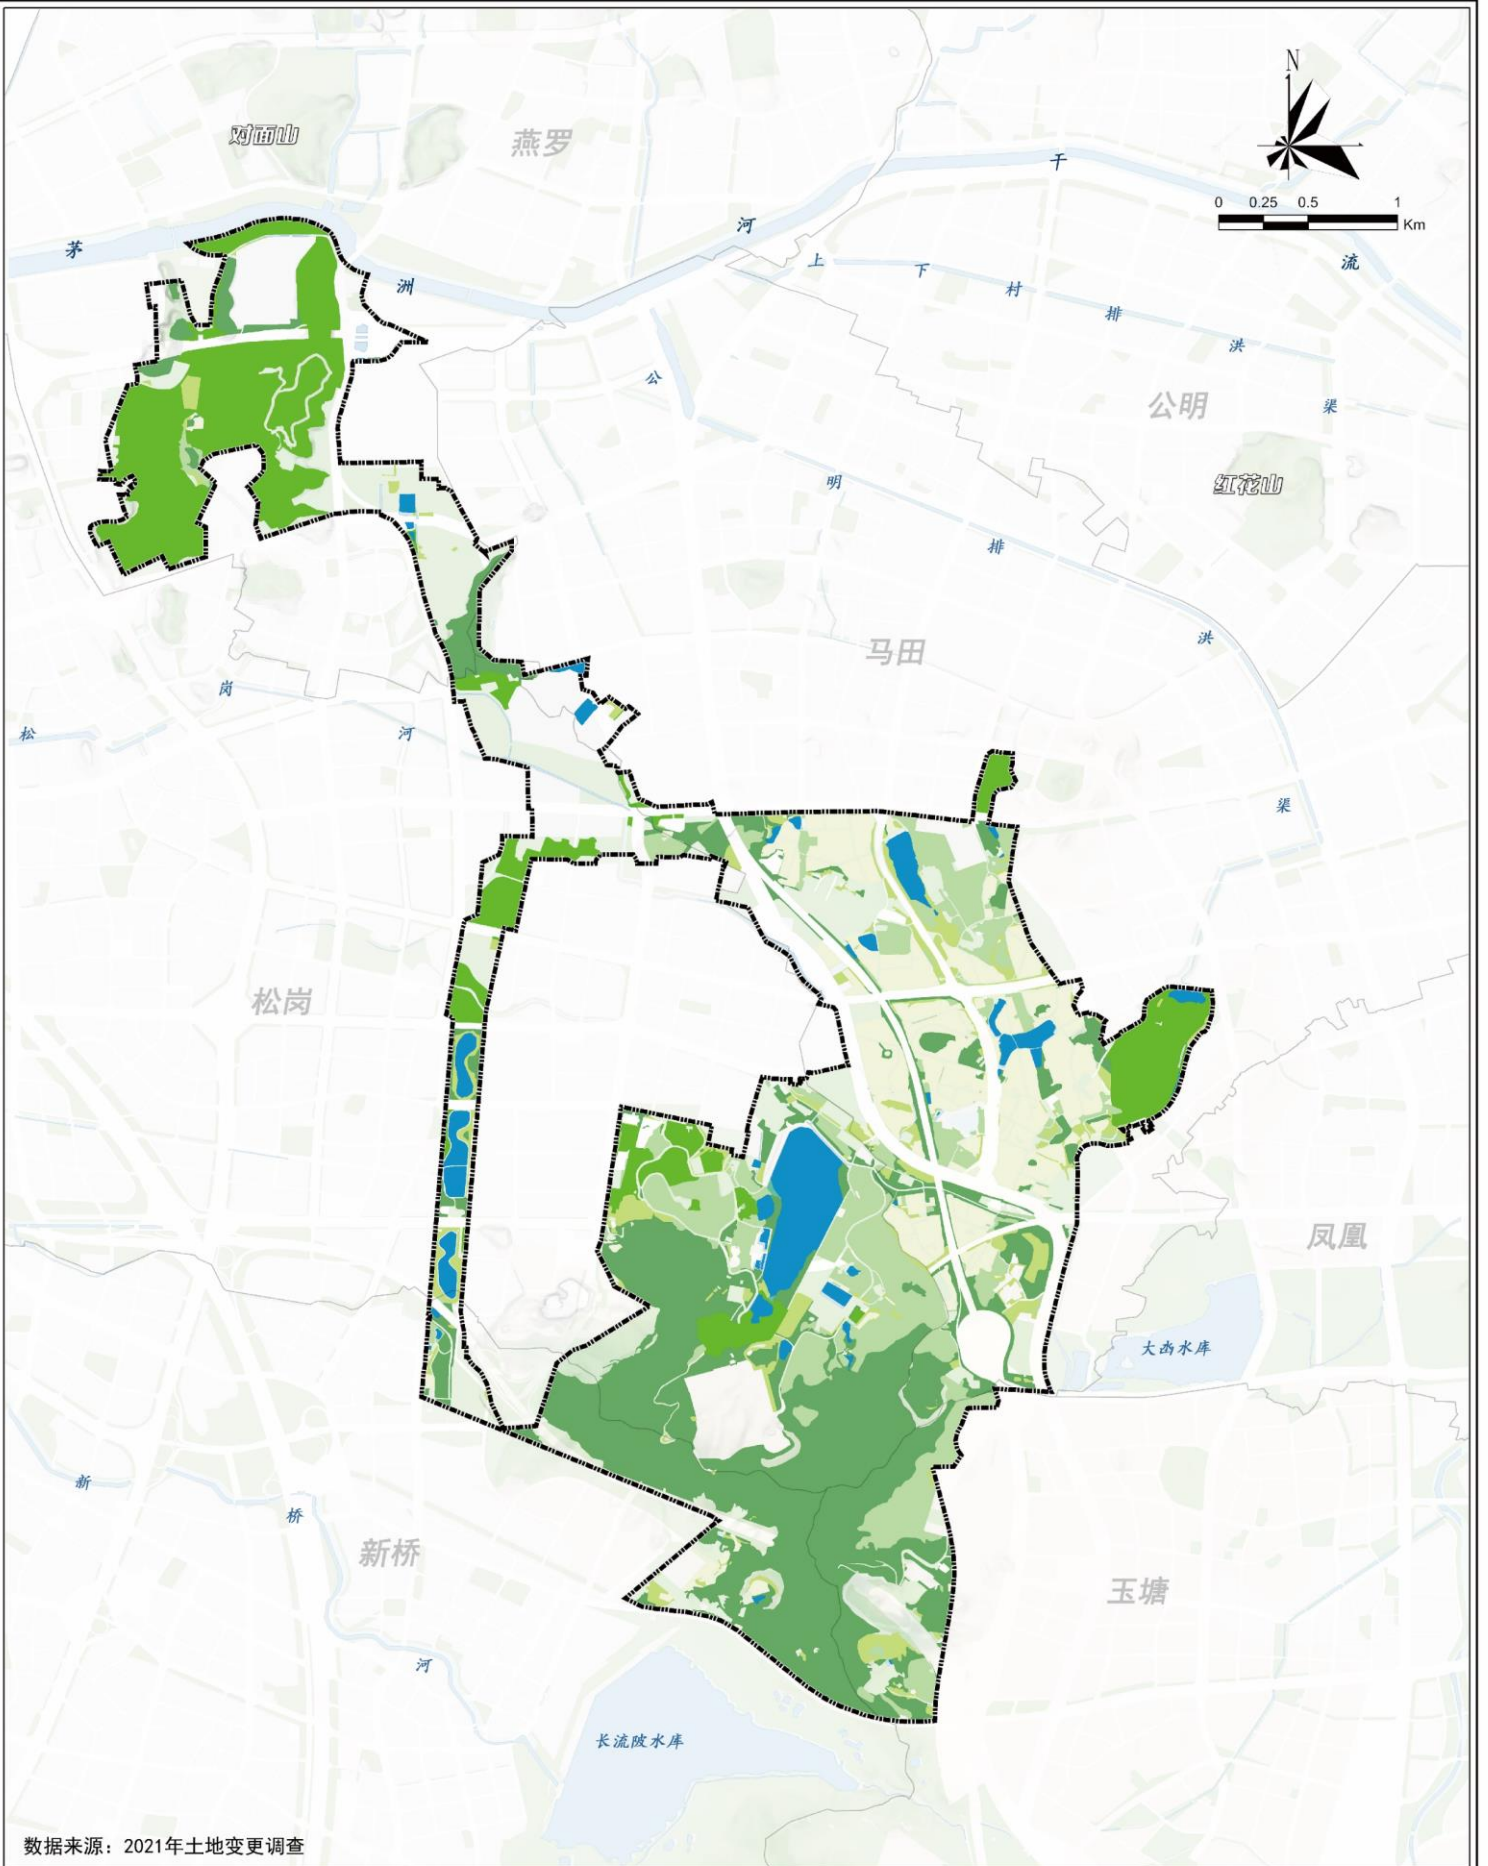 N
0 0.25 0.5 1
Km
对面山
燕罗
茅
洲
河
干
流
上
下
村
排
洪
渠
公明
红花山
公
明
排
洪
渠
马田
松
岗
河
松岗
凤凰
大凼水库
新
桥
河
新桥
玉塘
长流陂水库
数据来源：2021年土地变更调查